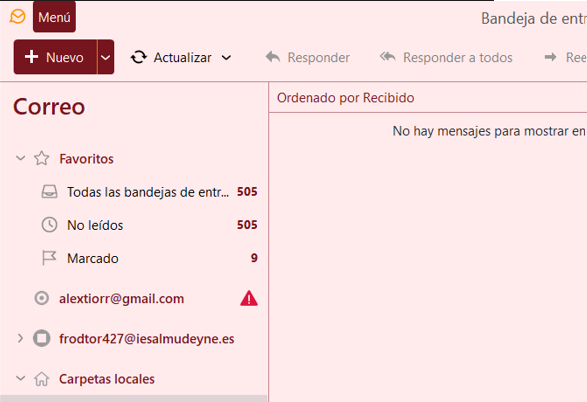 Menú
Bandeja de entr
Nuevo
Actualizar
Responder
Responder a todos
Ree
Correo
Ordenado por Recibido
No hay mensajes para mostrar en
Favoritos
Todas las bandejas de entr... 505
No leídos 505
Marcado 9
alextiorr@gmail.com
frodtor427@iesalmudeyne.es
Carpetas locales